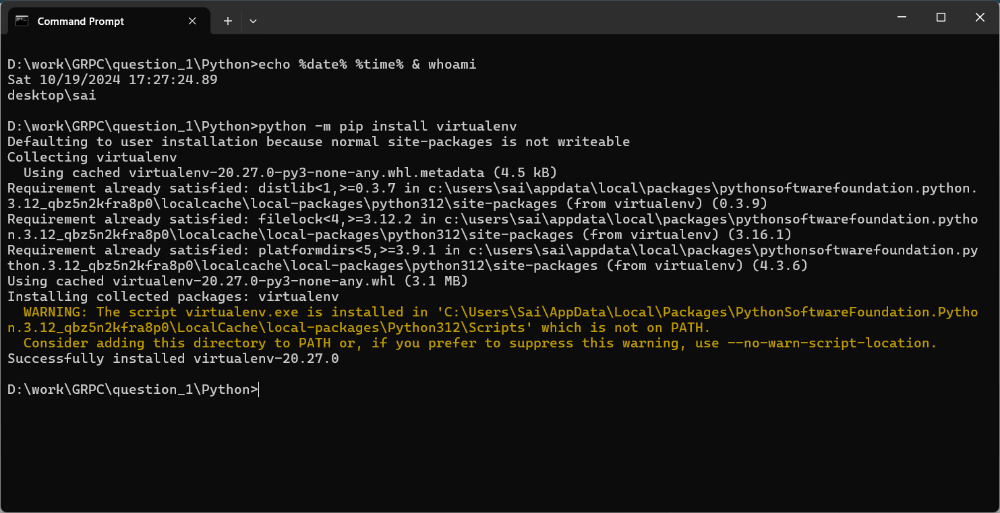 Command Prompt
D:\work\GRPC\question_1\Python>echo %date% %time% & whoami
Sat 10/19/2024 17:27:24.89
desktop\sai
D:\work\GRPC\question_1\Python>python -m pip install virtualenv
Defaulting to user installation because normal site-packages is not writeable
Collecting virtualenv
  Using cached virtualenv-20.27.0-py3-none-any.whl.metadata (4.5 kB)
Requirement already satisfied: distlib<1,>=0.3.7 in c:\users\sai\appdata\local\packages\pythonsoftwarefoundation.python.
3.12_qbz5n2kfra8p0\localcache\local-packages\python312\site-packages (from virtualenv) (0.3.9)
Requirement already satisfied: filelock<4,>=3.12.2 in c:\users\sai\appdata\local\packages\pythonsoftwarefoundation.pytho
n.3.12_qbz5n2kfra8p0\localcache\local-packages\python312\site-packages (from virtualenv) (3.16.1)
Requirement already satisfied: platformdirs<5,>=3.9.1 in c:\users\sai\appdata\local\packages\pythonsoftwarefoundation.py
thon.3.12_qbz5n2kfra8p0\localcache\local-packages\python312\site-packages (from virtualenv) (4.3.6)
Using cached virtualenv-20.27.0-py3-none-any.whl (3.1 MB)
Installing collected packages: virtualenv
  WARNING: The script virtualenv.exe is installed in 'C:\Users\Sai\AppData\Local\Packages\PythonSoftwareFoundation.Pytho
n.3.12_qbz5n2kfra8p0\LocalCache\local-packages\Python312\Scripts' which is not on PATH.
  Consider adding this directory to PATH or, if you prefer to suppress this warning, use --no-warn-script-location.
Successfully installed virtualenv-20.27.0
D:\work\GRPC\question_1\Python>